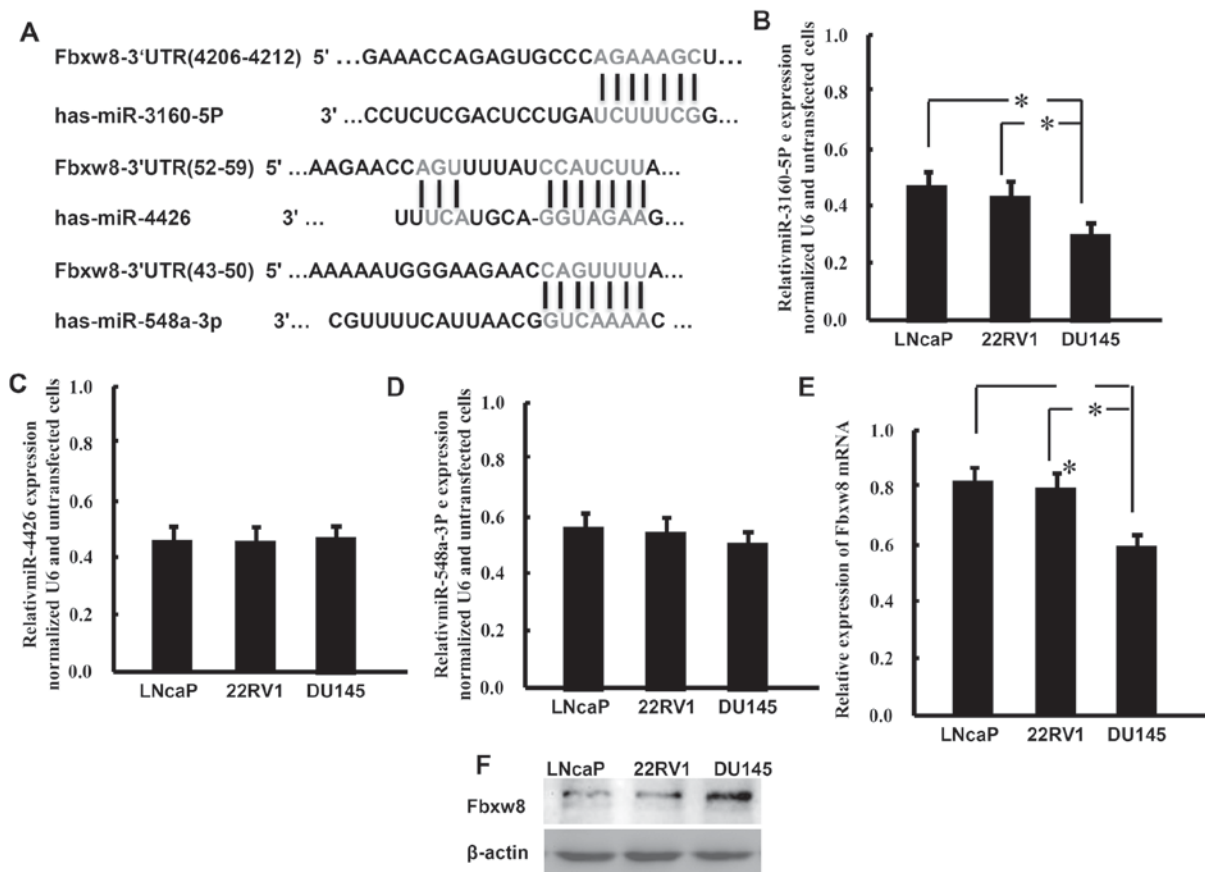 A
Fbxw8-3'UTR(4206-4212) 5' ...GAAACCAGAGUGCCCAGAAAGCU...
has-miR-3160-5P 3' ...CCUCUCGACUCCUGAUCUUUCGG...
Fbxw8-3'UTR(52-59) 5' ...AAGAACCAGUUUUAUCCAUCUUA...
has-miR-4426 3' ... UUUCAUGCA-GGUAGAAG...
Fbxw8-3'UTR(43-50) 5' ...AAAAAUGGGAAGAACCAGUUUUA...
has-miR-548a-3p 3'... CGUUUUCAUUAACGGUCAAAAC ...
B
RelativmiR-3160-5P e expression
normalized U6 and untransfected cells
1.0
0.8
0.6
0.4
0.2
0.0
*
*
LNcaP 22RV1 DU145
C
RelativmiR-4426 expression
normalized U6 and untransfected cells
1.0
0.8
0.6
0.4
0.2
0.0
LNcaP 22RV1 DU145
D
RelativmiR-548a-3P e expression
normalized U6 and untransfected cells
1.0
0.8
0.6
0.4
0.2
0.0
LNcaP 22RV1 DU145
E
Relative expression of Fbxw8 mRNA
1.0
0.8
0.6
0.4
0.2
0.0
*
*
LNcaP 22RV1 DU145
F
LNcaP 22RV1 DU145
Fbxw8
β-actin